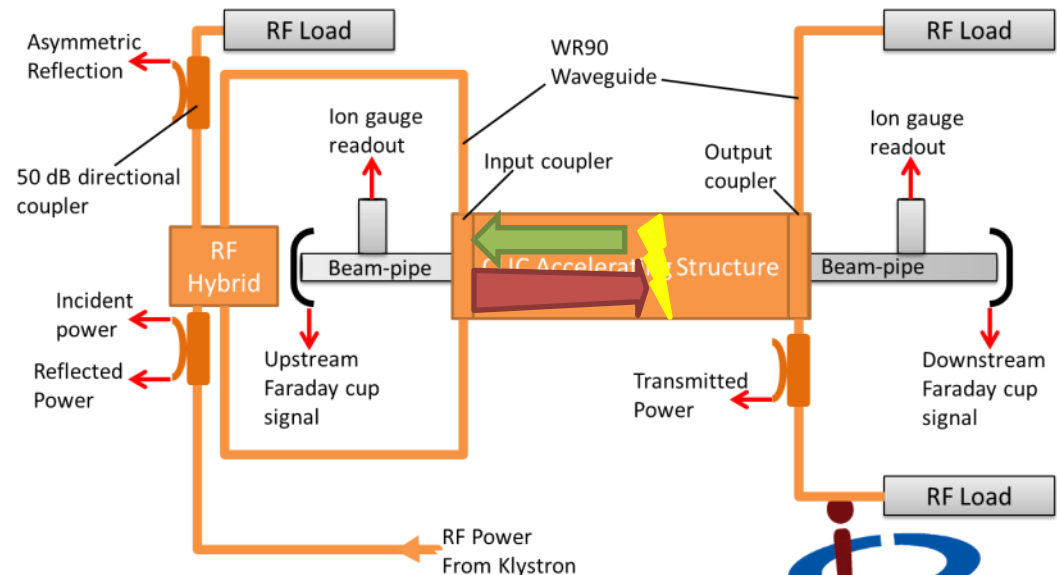 RF Load
RF Load
Asymmetric
Reflection
WR90
Waveguide
Ion gauge
readout
Ion gauge
readout
Input coupler
Output
coupler
50 dB directional
coupler
RF
Hybrid
Beam-pipe
Accelerating Structure
Beam-pipe
Incident
power
Reflected
Power
Upstream
Faraday cup
signal
Transmitted
Power
Downstream
Faraday cup
signal
RF Load
RF Power
From Klystron